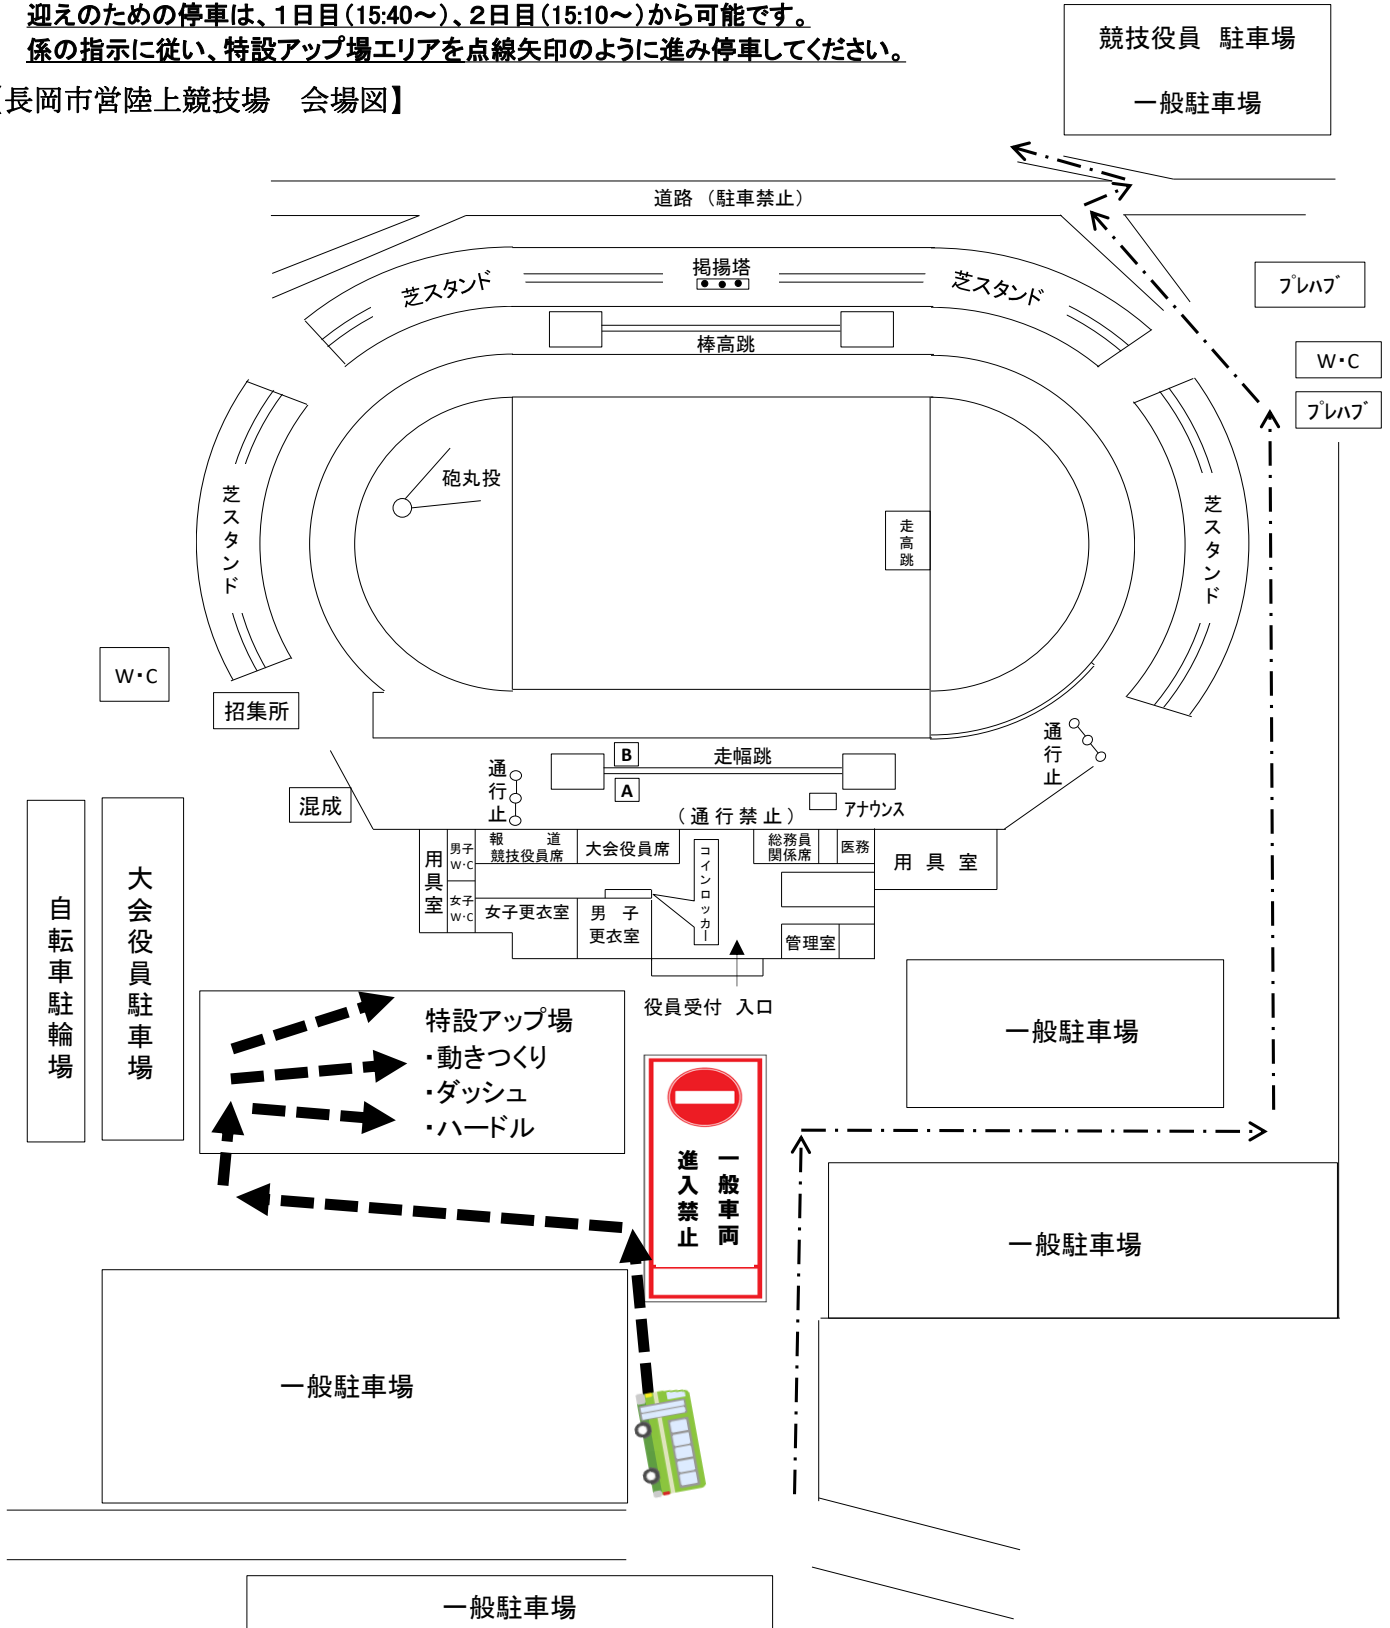 迎えのための停車は、１日目（15:40～）、２日目（15:10～）から可能です。
係の指示に従い、特設アップ場エリアを点線矢印のように進み停車してください。
【長岡市営陸上競技場　会場図】
競技役員　駐車場
一般駐車場
道路 （駐車禁止）
掲揚塔
芝スタンド
芝スタンド
棒高跳
ﾌﾟﾚﾊﾌﾞ
W・C
ﾌﾟﾚﾊﾌﾞ
砲丸投
走高跳
芝スタンド
芝スタンド
W・C
招集所
通行止
B
走幅跳
A
通行止
混成
（通行禁止）
アナウンス
用具室
男子
W・C
報　道
競技役員席
大会役員席
コインロッカー
総務員
関係席
医務
用 具 室
女子
W・C
女子更衣室
男　子
更衣室
管理室
自転車駐輪場
大会役員駐車場
役員受付　入口
特設アップ場
・動きつくり
・ダッシュ
・ハードル
一般駐車場
一般車両
進入禁止
一般駐車場
一般駐車場
一般駐車場